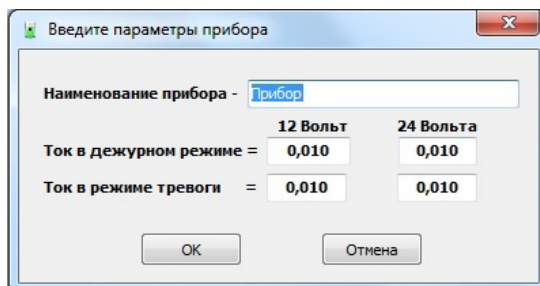 Введите параметры прибора
Наименование прибора - Прибор
12 Вольт 24 Вольта
Ток в дежурном режиме = 0,010 0,010
Ток в режиме тревоги = 0,010 0,010
OK Отмена